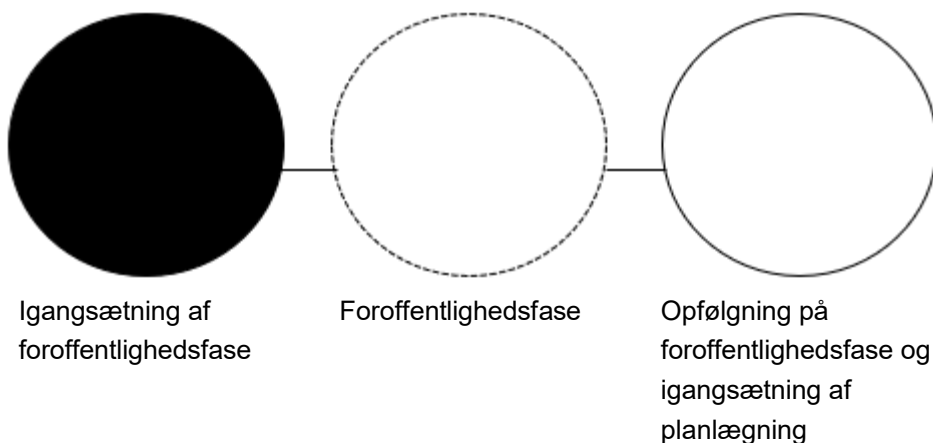 Igangsætning af
foroffentlighedsfase
Foroffentlighedsfase
Opfølgning på
foroffentlighedsfase og
igangsætning af
planlægning